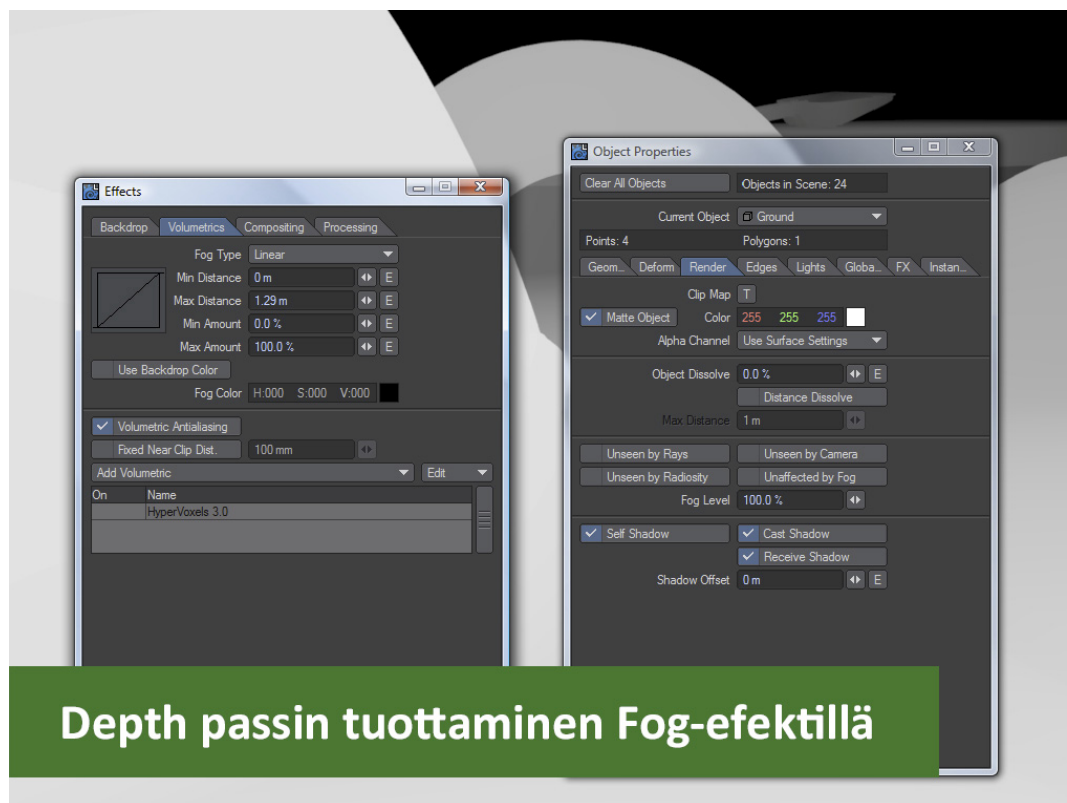 Effects
Backdrop Volumetrics Compositing Processing
Fog Type Linear
Min Distance 0 m E
Max Distance 1.29 m E
Min Amount 0.0 % E
Max Amount 100.0 % E
Use Backdrop Color
Fog Color H:000 S:000 V:000
Volumetric Antialiasing
Fixed Near Clip Dist. 100 mm
Add Volumetric Edit
On Name
HyperVoxels 3.0
Object Properties
Clear All Objects Objects in Scene: 24
Current Object Ground
Points: 4 Polygons: 1
Geom... Deform Render Edges Lights Globa... FX Instan...
Clip Map T
Matte Object Color 255 255 255
Alpha Channel Use Surface Settings
Object Dissolve 0.0 % E
Distance Dissolve
Max Distance 1 m
Unseen by Rays Unseen by Camera
Unseen by Radiosity Unaffected by Fog
Fog Level 100.0 %
Self Shadow Cast Shadow
Receive Shadow
Shadow Offset 0 m E
Depth passin tuottaminen Fog-efektillä